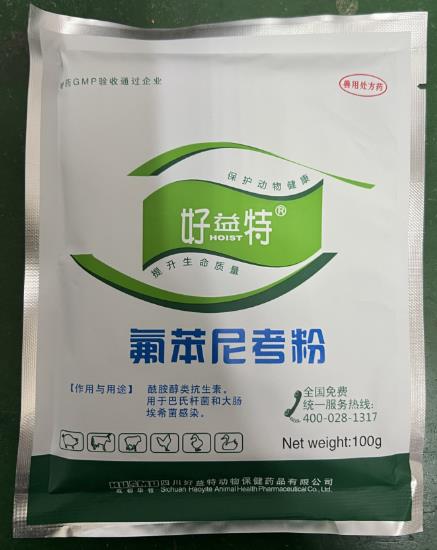 兽药GMP验收通过企业
兽用处方药
保护动物健康
好益特®
HOIST
提升生命质量
氟苯尼考粉
【作用与用途】 酰胺醇类抗生素。
用于巴氏杆菌和大肠
埃希菌感染。
全国免费
统一服务热线:
400-028-1317
Net weight:100g
四川好益特动物保健药品有限公司
Sichuan Haoyite Animal Health Pharmaceutical Co., Ltd.